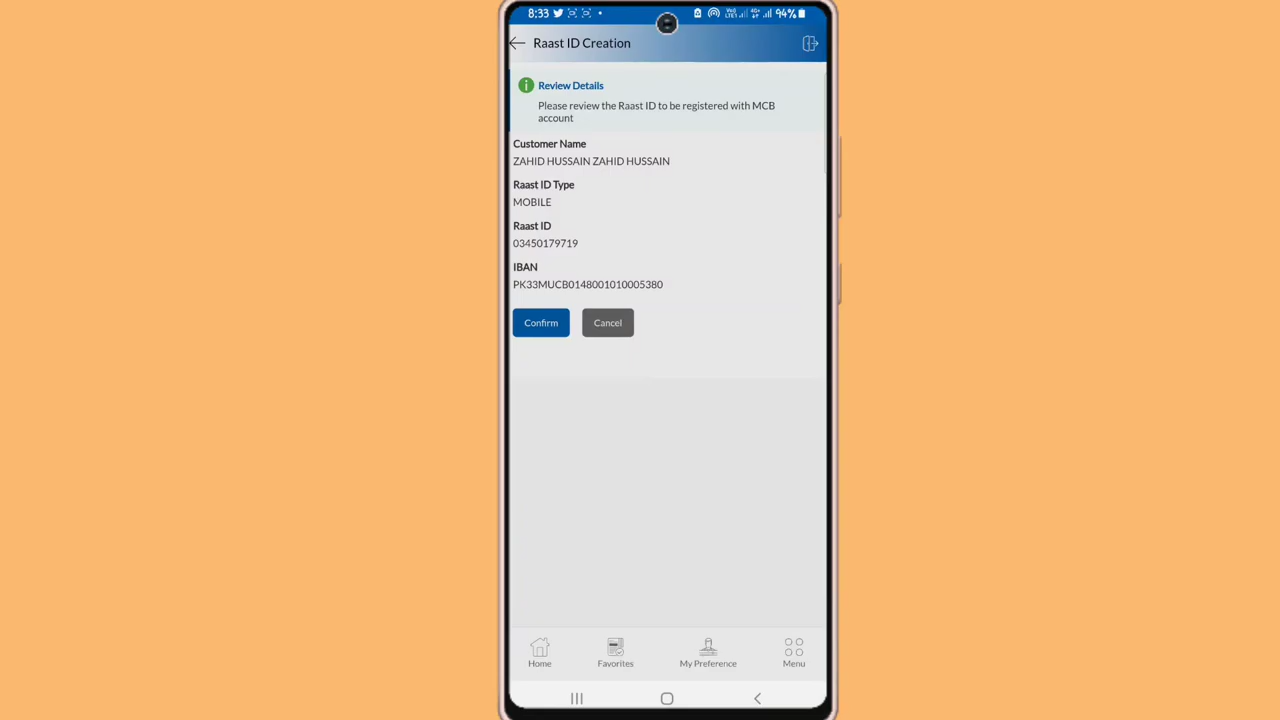 8:33 94%
Raast ID Creation
Review Details
Please review the Raast ID to be registered with MCB
account
Customer Name
ZAHID HUSSAIN ZAHID HUSSAIN
Raast ID Type
MOBILE
Raast ID
03450179719
IBAN
PK33MUCB0148001010005380
Confirm Cancel
Home Favorites My Preference Menu